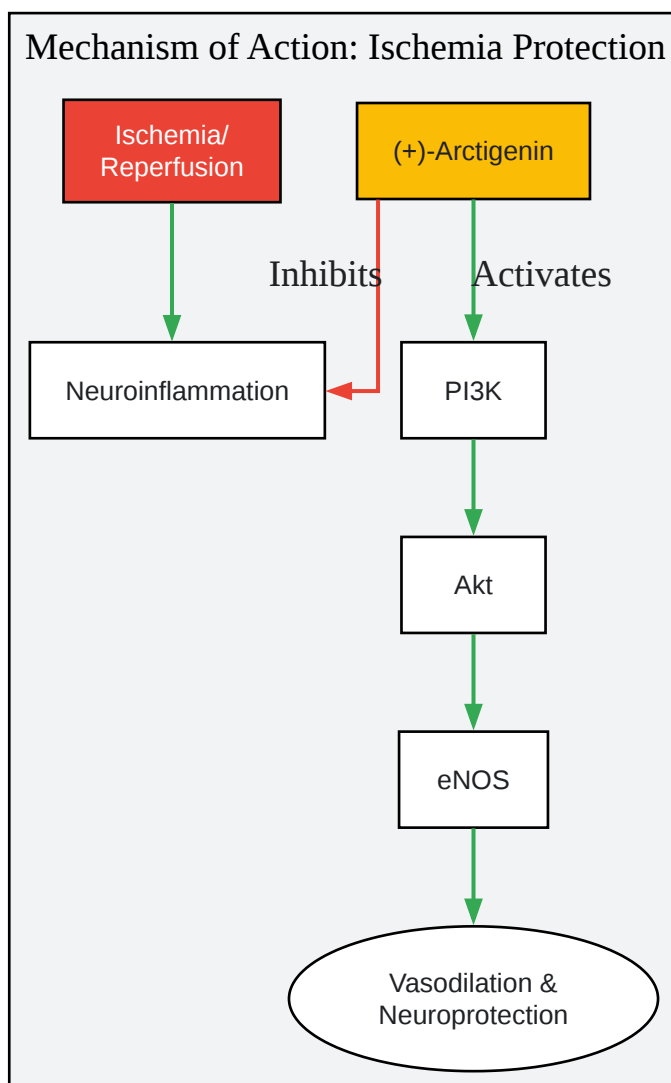 Mechanism of Action: Ischemia Protection
Ischemia/
Reperfusion
(+)-Arctigenin
Inhibits
Activates
Neuroinflammation
PI3K
Akt
eNOS
Vasodilation &
Neuroprotection